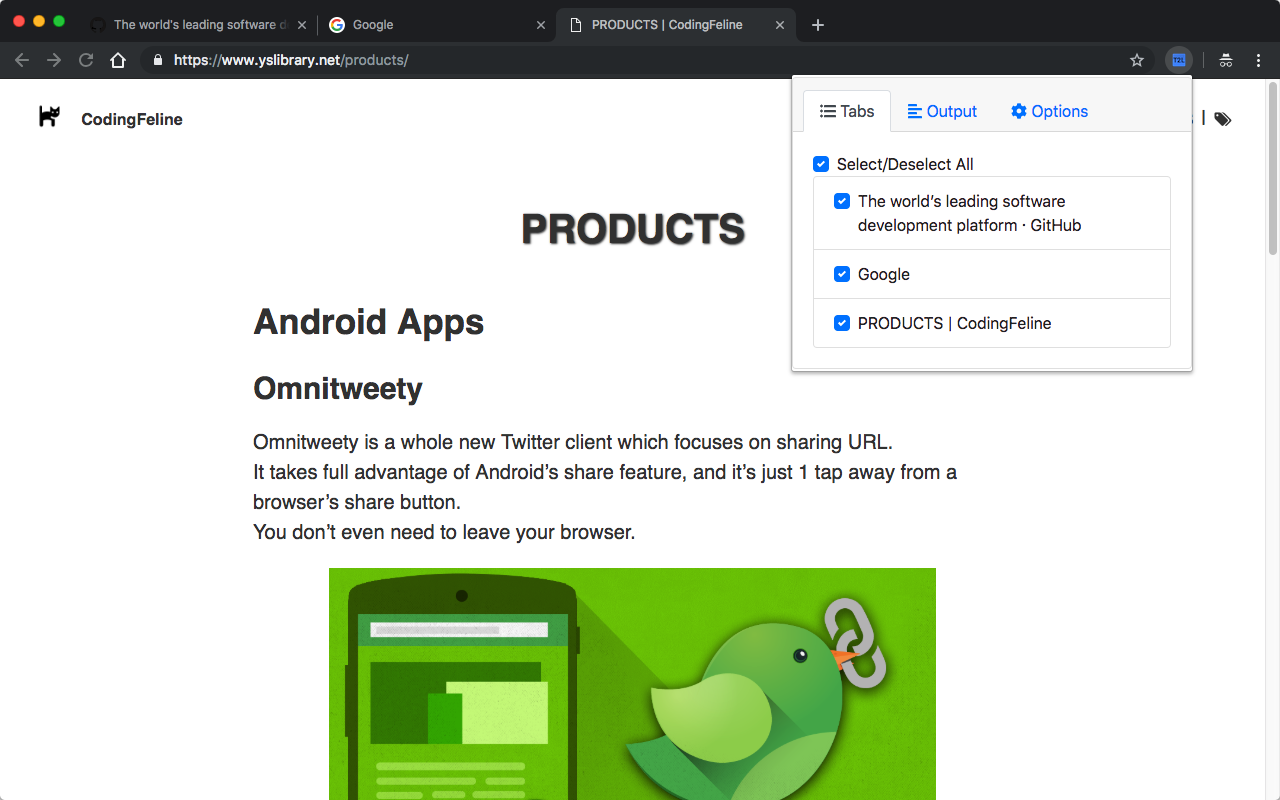 The world's leading software d
Google
PRODUCTS | CodingFeline
https://www.yslibrary.net/products/
T2L
CodingFeline
|
Tabs
Output
Options
Select/Deselect All
The world’s leading software
development platform · GitHub
Google
PRODUCTS | CodingFeline
PRODUCTS
Android Apps
Omnitweety
Omnitweety is a whole new Twitter client which focuses on sharing URL.
It takes full advantage of Android’s share feature, and it’s just 1 tap away from a
browser’s share button.
You don’t even need to leave your browser.